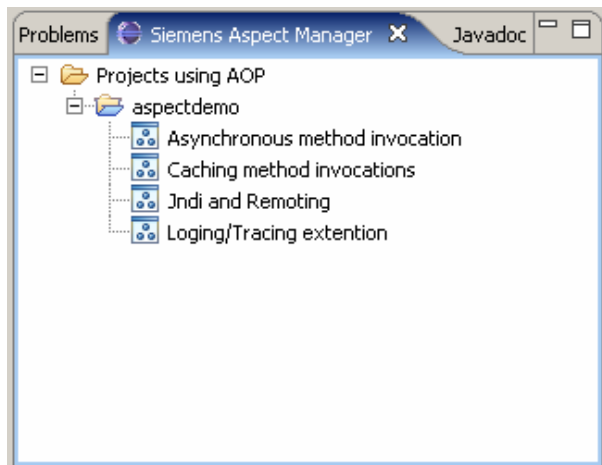 Problems Siemens Aspect Manager Javadoc
Projects using AOP
aspectdemo
Asynchronous method invocation
Caching method invocations
Jndi and Remoting
Loging/Tracing extention